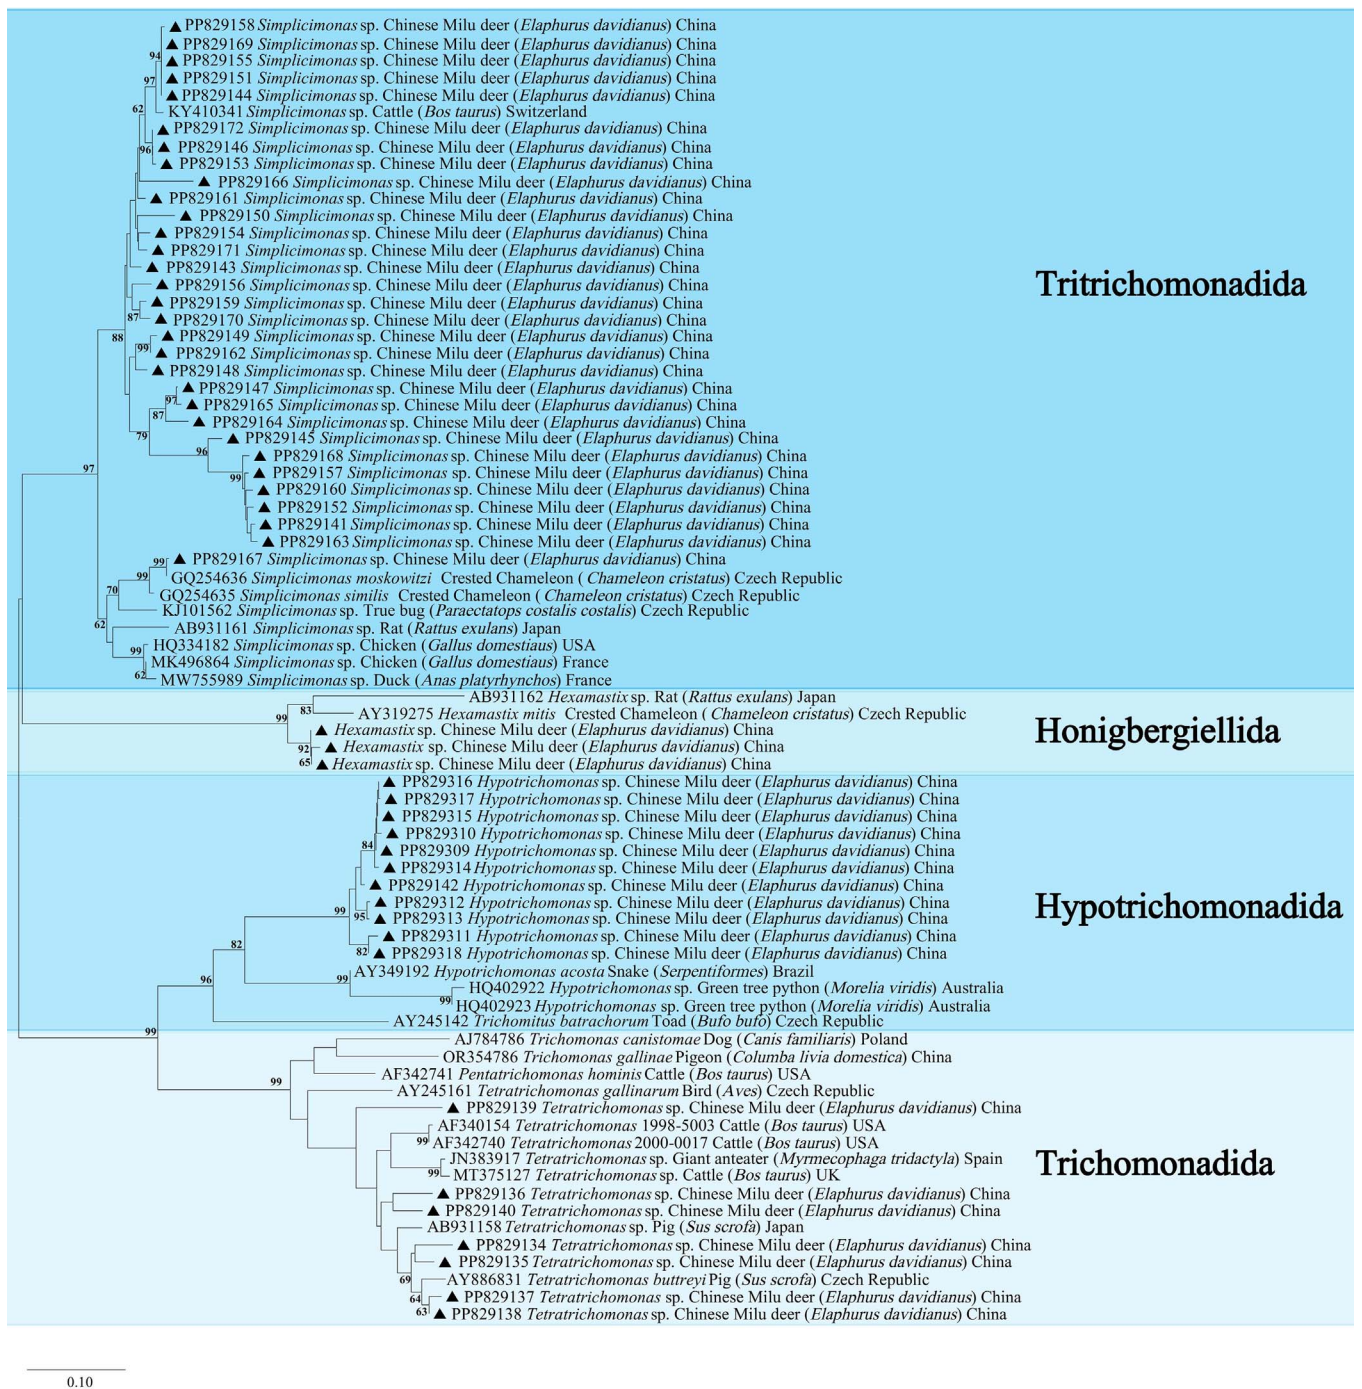 PP829158 Simplicimonas sp. Chinese Milu deer (Elaphurus davidianus) China
PP829169 Simplicimonas sp. Chinese Milu deer (Elaphurus davidianus) China
94
PP829155 Simplicimonas sp. Chinese Milu deer (Elaphurus davidianus) China
97
PP829151 Simplicimonas sp. Chinese Milu deer (Elaphurus davidianus) China
PP829144 Simplicimonas sp. Chinese Milu deer (Elaphurus davidianus) China
62
KY410341 Simplicimonas sp. Cattle (Bos taurus) Switzerland
PP829172 Simplicimonas sp. Chinese Milu deer (Elaphurus davidianus) China
96
PP829146 Simplicimonas sp. Chinese Milu deer (Elaphurus davidianus) China
PP829153 Simplicimonas sp. Chinese Milu deer (Elaphurus davidianus) China
PP829166 Simplicimonas sp. Chinese Milu deer (Elaphurus davidianus) China
PP829161 Simplicimonas sp. Chinese Milu deer (Elaphurus davidianus) China
PP829150 Simplicimonas sp. Chinese Milu deer (Elaphurus davidianus) China
PP829154 Simplicimonas sp. Chinese Milu deer (Elaphurus davidianus) China
PP829171 Simplicimonas sp. Chinese Milu deer (Elaphurus davidianus) China
PP829143 Simplicimonas sp. Chinese Milu deer (Elaphurus davidianus) China
Tritrichomonadida
PP829156 Simplicimonas sp. Chinese Milu deer (Elaphurus davidianus) China
PP829159 Simplicimonas sp. Chinese Milu deer (Elaphurus davidianus) China
87
PP829170 Simplicimonas sp. Chinese Milu deer (Elaphurus davidianus) China
88
PP829149 Simplicimonas sp. Chinese Milu deer (Elaphurus davidianus) China
99
PP829162 Simplicimonas sp. Chinese Milu deer (Elaphurus davidianus) China
PP829148 Simplicimonas sp. Chinese Milu deer (Elaphurus davidianus) China
PP829147 Simplicimonas sp. Chinese Milu deer (Elaphurus davidianus) China
97
PP829165 Simplicimonas sp. Chinese Milu deer (Elaphurus davidianus) China
87
PP829164 Simplicimonas sp. Chinese Milu deer (Elaphurus davidianus) China
79
PP829145 Simplicimonas sp. Chinese Milu deer (Elaphurus davidianus) China
96
PP829168 Simplicimonas sp. Chinese Milu deer (Elaphurus davidianus) China
97
99
PP829157 Simplicimonas sp. Chinese Milu deer (Elaphurus davidianus) China
PP829160 Simplicimonas sp. Chinese Milu deer (Elaphurus davidianus) China
PP829152 Simplicimonas sp. Chinese Milu deer (Elaphurus davidianus) China
PP829141 Simplicimonas sp. Chinese Milu deer (Elaphurus davidianus) China
PP829163 Simplicimonas sp. Chinese Milu deer (Elaphurus davidianus) China
99
PP829167 Simplicimonas sp. Chinese Milu deer (Elaphurus davidianus) China
99
GQ254636 Simplicimonas moskowitzi Crested Chameleon ( Chameleon cristatus) Czech Republic
70
GQ254635 Simplicimonas similis Crested Chameleon ( Chameleon cristatus) Czech Republic
KJ101562 Simplicimonas sp. True bug (Paraectatops costalis costalis) Czech Republic
62
AB931161 Simplicimonas sp. Rat (Rattus exulans) Japan
HQ334182 Simplicimonas sp. Chicken (Gallus domestiaus) USA
99
MK496864 Simplicimonas sp. Chicken (Gallus domestiaus) France
62
MW755989 Simplicimonas sp. Duck (Anas platyrhynchos) France
AB931162 Hexamastix sp. Rat (Rattus exulans) Japan
83
99
AY319275 Hexamastix mitis Crested Chameleon ( Chameleon cristatus) Czech Republic
Hexamastix sp. Chinese Milu deer (Elaphurus davidianus) China
Honigbergiellida
92
Hexamastix sp. Chinese Milu deer (Elaphurus davidianus) China
65
Hexamastix sp. Chinese Milu deer (Elaphurus davidianus) China
PP829316 Hypotrichomonas sp. Chinese Milu deer (Elaphurus davidianus) China
PP829317 Hypotrichomonas sp. Chinese Milu deer (Elaphurus davidianus) China
PP829315 Hypotrichomonas sp. Chinese Milu deer (Elaphurus davidianus) China
PP829310 Hypotrichomonas sp. Chinese Milu deer (Elaphurus davidianus) China
84
PP829309 Hypotrichomonas sp. Chinese Milu deer (Elaphurus davidianus) China
PP829314 Hypotrichomonas sp. Chinese Milu deer (Elaphurus davidianus) China
PP829142 Hypotrichomonas sp. Chinese Milu deer (Elaphurus davidianus) China
PP829312 Hypotrichomonas sp. Chinese Milu deer (Elaphurus davidianus) China
Hypotrichomonadida
99
95
PP829313 Hypotrichomonas sp. Chinese Milu deer (Elaphurus davidianus) China
PP829311 Hypotrichomonas sp. Chinese Milu deer (Elaphurus davidianus) China
82
82
PP829318 Hypotrichomonas sp. Chinese Milu deer (Elaphurus davidianus) China
AY349192 Hypotrichomonas acosta Snake (Serpentiformes) Brazil
96
99
HQ402922 Hypotrichomonas sp. Green tree python (Morelia viridis) Australia
99
HQ402923 Hypotrichomonas sp. Green tree python (Morelia viridis) Australia
AY245142 Trichomitus batrachorum Toad (Bufo bufo) Czech Republic
99
AJ784786 Trichomonas canistomae Dog (Canis familiaris) Poland
OR354786 Trichomonas gallinae Pigeon (Columba livia domestica) China
AF342741 Pentatrichomonas hominis Cattle (Bos taurus) USA
99
AY245161 Tetratrichomonas gallinarum Bird (Aves) Czech Republic
PP829139 Tetratrichomonas sp. Chinese Milu deer (Elaphurus davidianus) China
AF340154 Tetratrichomonas 1998-5003 Cattle (Bos taurus) USA
99
AF342740 Tetratrichomonas 2000-0017 Cattle (Bos taurus) USA
JN383917 Tetratrichomonas sp. Giant anteater (Myrmecophaga tridactyla) Spain
Trichomonadida
99
MT375127 Tetratrichomonas sp. Cattle (Bos taurus) UK
PP829136 Tetratrichomonas sp. Chinese Milu deer (Elaphurus davidianus) China
PP829140 Tetratrichomonas sp. Chinese Milu deer (Elaphurus davidianus) China
AB931158 Tetratrichomonas sp. Pig (Sus scrofa) Japan
PP829134 Tetratrichomonas sp. Chinese Milu deer (Elaphurus davidianus) China
PP829135 Tetratrichomonas sp. Chinese Milu deer (Elaphurus davidianus) China
69
AY886831 Tetratrichomonas buttreyi Pig (Sus scrofa) Czech Republic
64
PP829137 Tetratrichomonas sp. Chinese Milu deer (Elaphurus davidianus) China
63
PP829138 Tetratrichomonas sp. Chinese Milu deer (Elaphurus davidianus) China
0.10